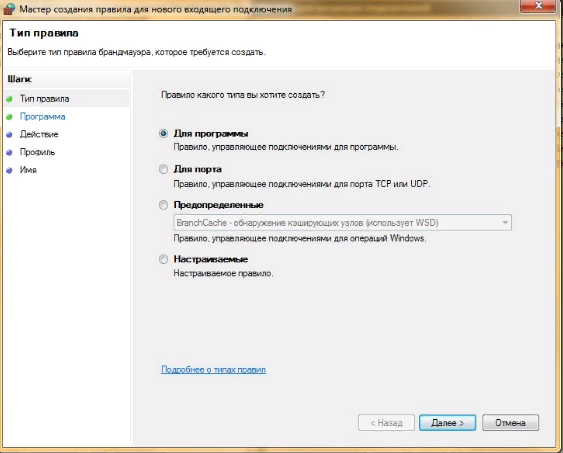 Мастер создания правила для нового входящего подключения
Тип правила
Выберите тип правила брандмауэра, которое требуется создать.
Шаги:
Тип правила
Программа
Действие
Профиль
Имя
Правило какого типа вы хотите создать?
Для программы
Правило, управляющее подключениями для программы.
Для порта
Правило, управляющее подключениями для порта TCP или UDP.
Предопределенные
BranchCache - обнаружение кэширующих узлов (использует WSD)
Правило, управляющее подключениями для операций Windows.
Настраиваемые
Настраиваемое правило.
Подробнее о типах правил
< Назад
Далее >
Отмена